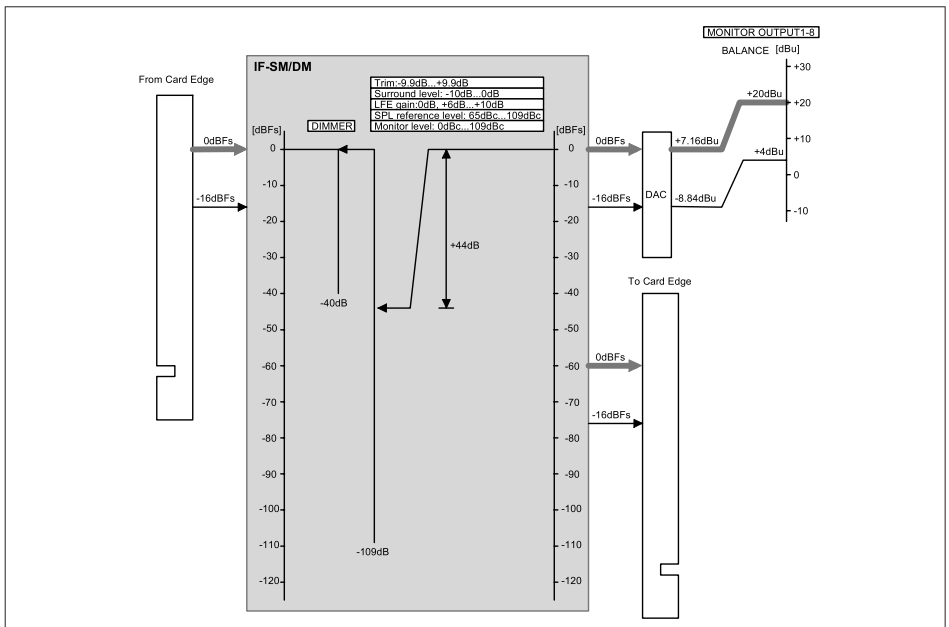 MONITOR OUTPUT1-8
BALANCE [dBu]
IF-SM/DM
From Card Edge
Trim:-9.9dB...+9.9dB
Surround level: -10dB...0dB
LFE gain:0dB, +6dB...+10dB
SPL reference level: 65dBc...109dBc
Monitor level: 0dBc...109dBc
DIMMER
[dBFs]
[dBFs]
+30
+20dBu
+20
+10
+4dBu
0
-10
0dBFs
-16dBFs
0
-10
-20
-30
-40
-50
-60
-70
-80
-90
-100
-110
-120
-40dB
-109dB
+44dB
0
-10
-20
-30
-40
-50
-60
-70
-80
-90
-100
-110
-120
0dBFs
-16dBFs
DAC
+7.16dBu
-8.84dBu
To Card Edge
0dBFs
-16dBFs